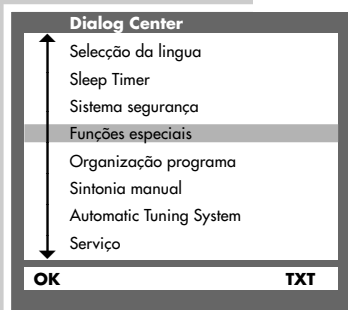 Dialog Center
Selecção da lingua
Sleep Timer
Sistema segurança
Funções especiais
Organização programa
Sintonia manual
Automatic Tuning System
Serviço
OK TXT